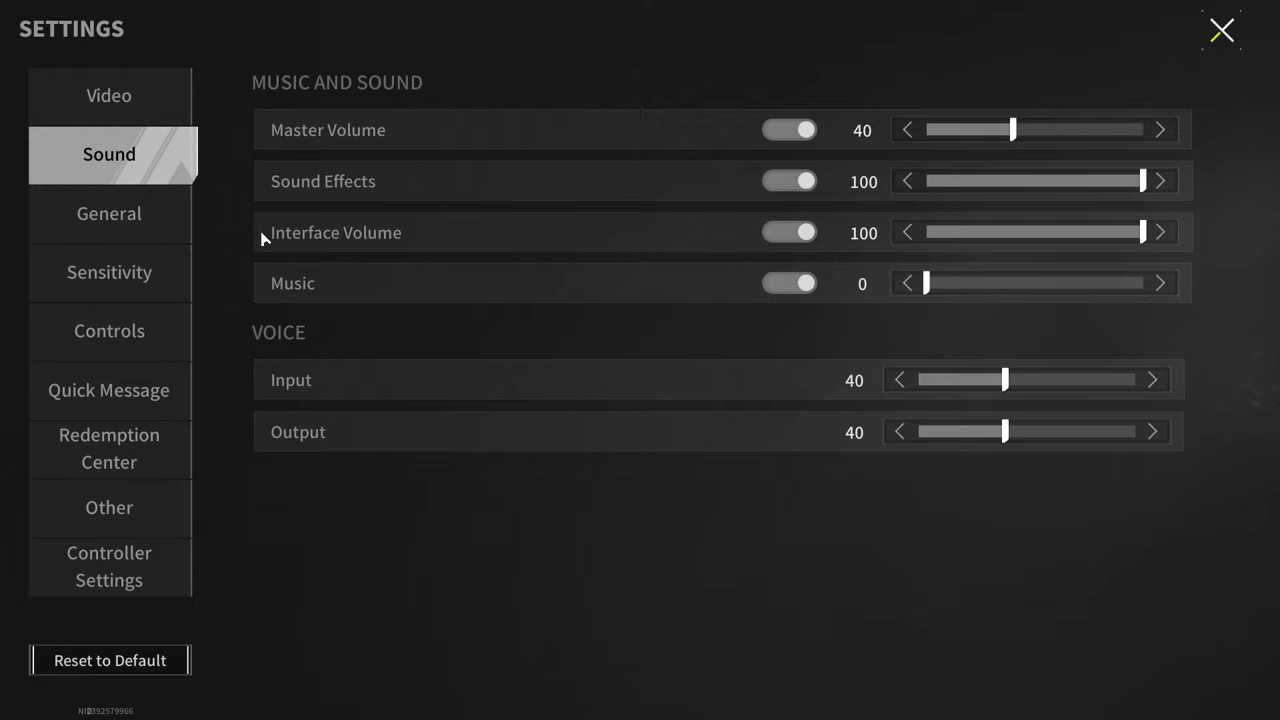 SETTINGS
Video
Sound
General
Sensitivity
Controls
Quick Message
Redemption
Center
Other
Controller
Settings
Reset to Default
MUSIC AND SOUND
Master Volume 40
Sound Effects 100
Interface Volume 100
Music 0
VOICE
Input 40
Output 40